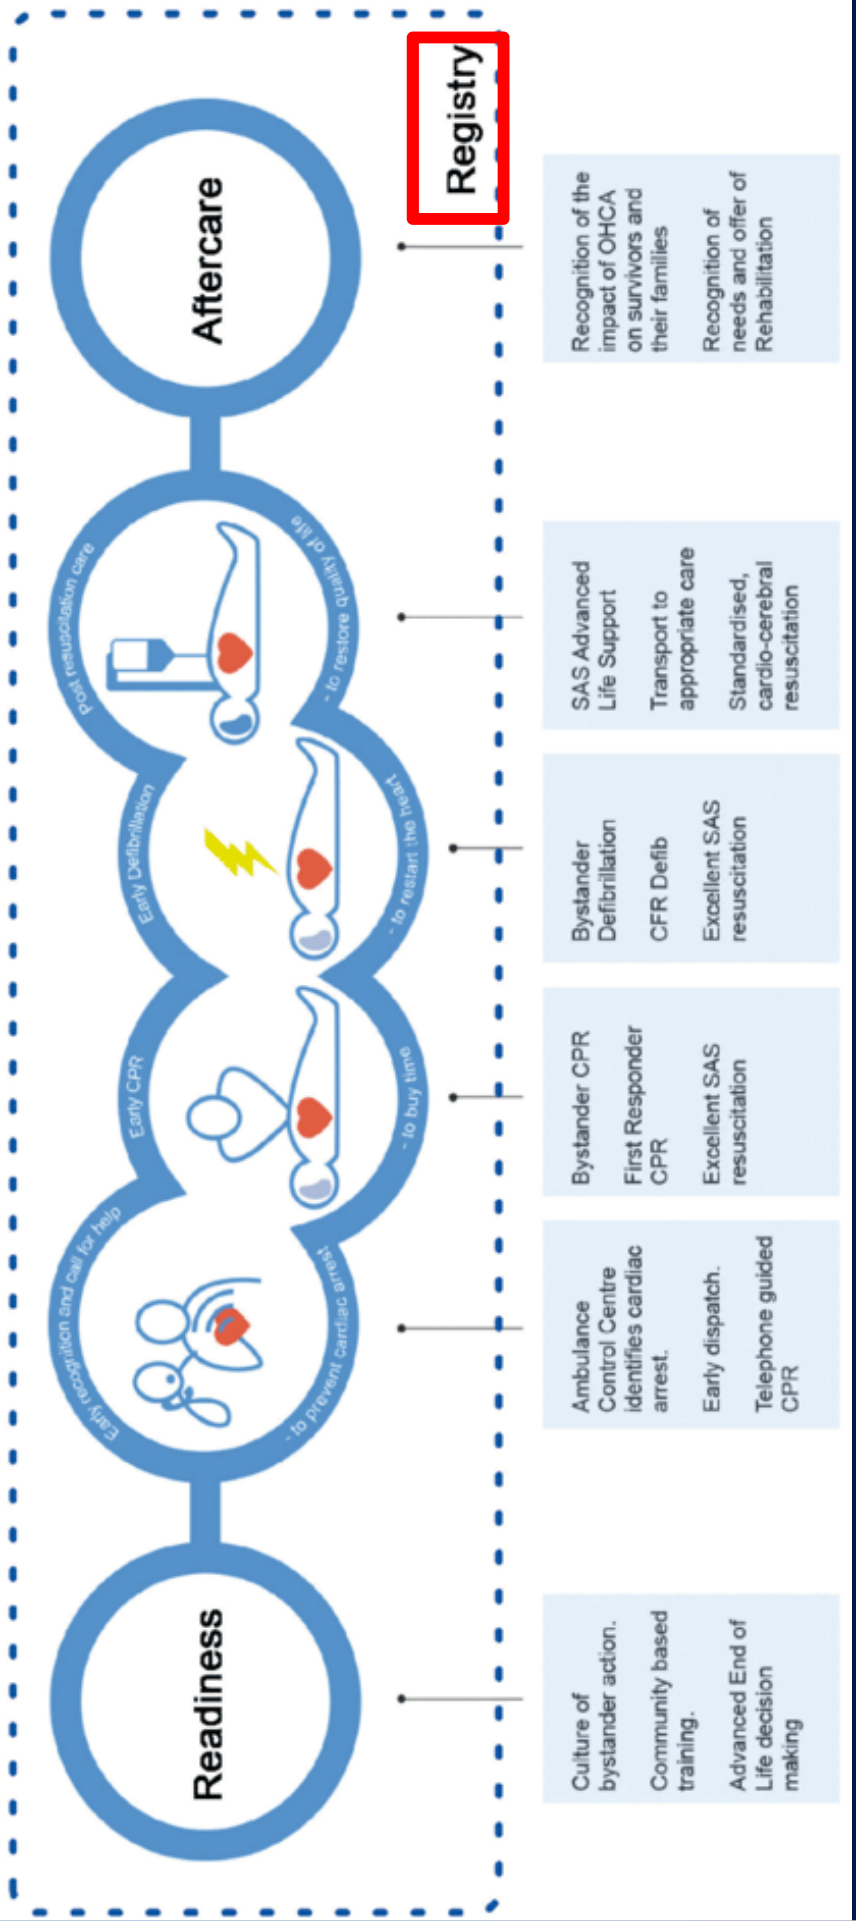 Readiness
Early recognition and call for help
- to prevent cardiac arrest
Early CPR
- to buy time
Early Defibrillation
- to restart the heart
Post resuscitation care
- to restore quality of life
Aftercare
Registry
Culture of
bystander action.
Community based
training.
Advanced End of
Life decision
making
Ambulance
Control Centre
identifies cardiac
arrest.
Early dispatch.
Telephone guided
CPR
Bystander CPR
First Responder
CPR
Excellent SAS
resuscitation
Bystander
Defibrillation
CFR Defib
Excellent SAS
resuscitation
SAS Advanced
Life Support
Transport to
appropriate care
Standardised,
cardio-cerebral
resuscitation
Recognition of the
impact of OHCA
on survivors and
their families
Recognition of
needs and offer of
Rehabilitation